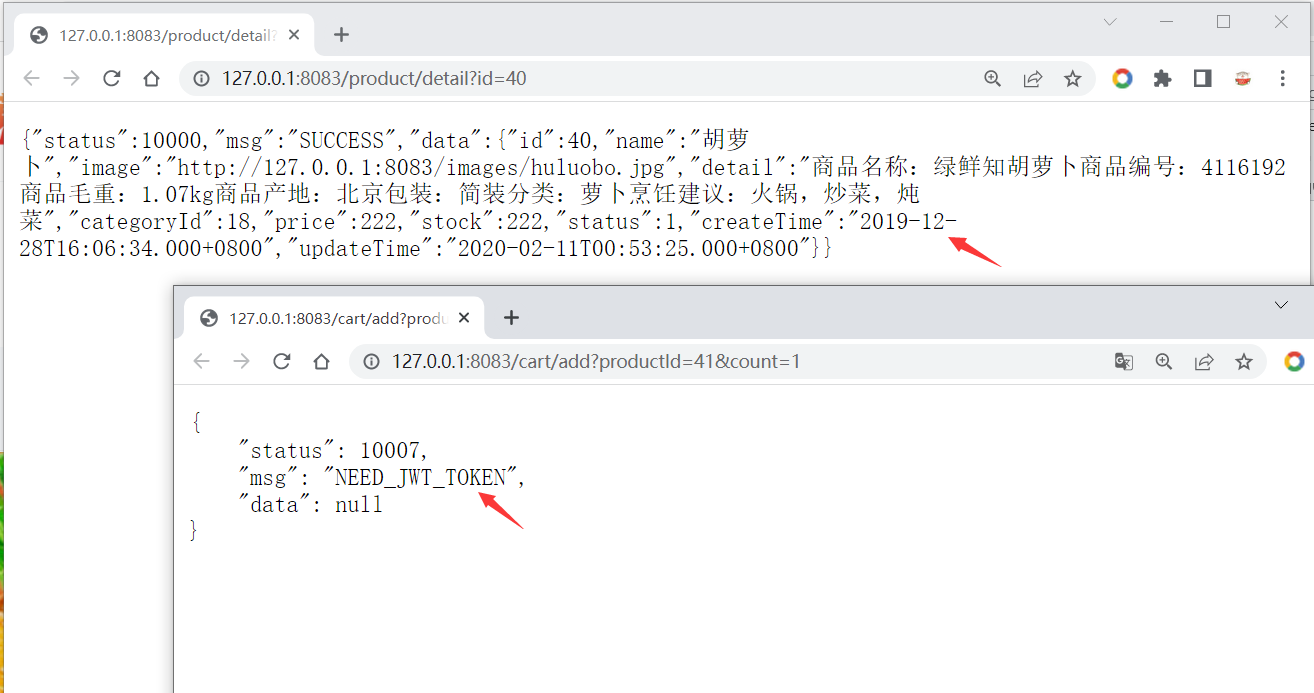 127.0.0.1:8083/product/detail?
127.0.0.1:8083/product/detail?id=40
{"status":10000,"msg":"SUCCESS","data":{"id":40,"name":"胡萝
卜","image":"http://127.0.0.1:8083/images/huluobo.jpg","detail":"商品名称：绿鲜知胡萝卜商品编号：4116192
商品毛重：1.07kg商品产地：北京包装：简装分类：萝卜烹饪建议：火锅，炒菜，炖
菜","categoryId":18,"price":222,"stock":222,"status":1,"createTime":"2019-12-
28T16:06:34.000+0800","updateTime":"2020-02-11T00:53:25.000+0800"}}
127.0.0.1:8083/cart/add?produ
127.0.0.1:8083/cart/add?productId=41&count=1
{
"status": 10007,
"msg": "NEED_JWT_TOKEN",
"data": null
}